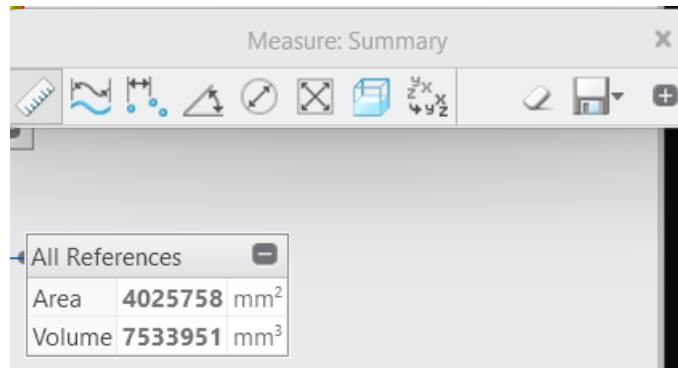 Measure: Summary
All References
Area 4025758 mm²
Volume 7533951 mm³